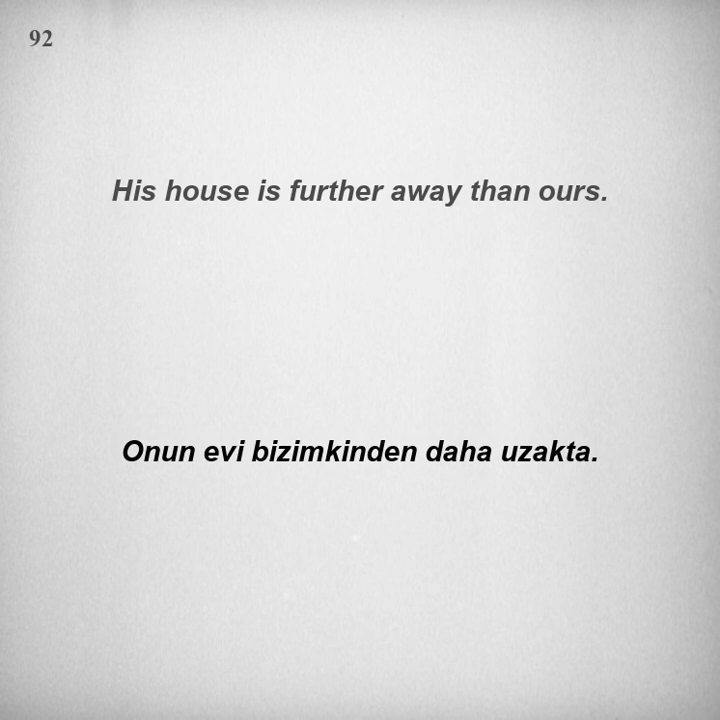 92
His house is further away than ours.
Onun evi bizimkinden daha uzakta.